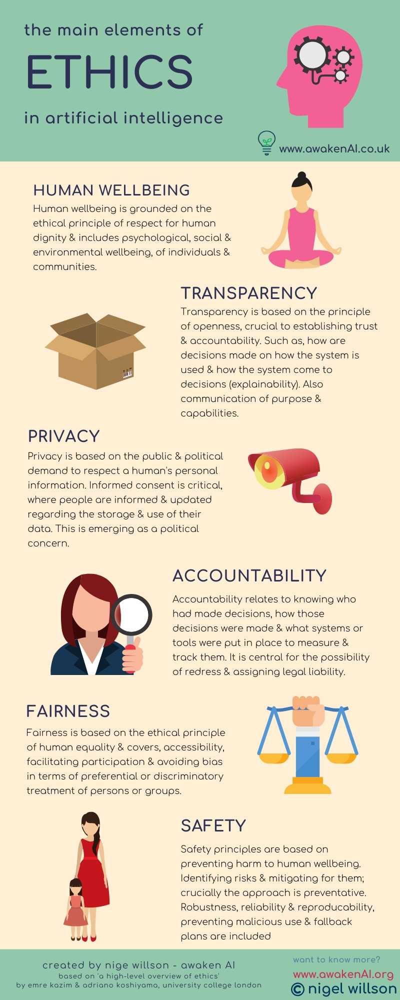 the main elements of
ETHICS
in artificial intelligence
www.awakenAI.co.uk
HUMAN WELLBEING
Human wellbeing is grounded on the
ethical principle of respect for human
dignity & includes psychological, social &
environmental wellbeing, of individuals &
communities.
TRANSPARENCY
Transparency is based on the principle
of openness, crucial to establishing trust
& accountability. Such as, how are
decisions made on how the system is
used & how the system come to
decisions (explainability). Also
communication of purpose &
capabilities.
PRIVACY
Privacy is based on the public & political
demand to respect a human's personal
information. Informed consent is critical,
where people are informed & updated
regarding the storage & use of their
data. This is emerging as a political
concern.
ACCOUNTABILITY
Accountability relates to knowing who
had made decisions, how those
decisions were made & what systems or
tools were put in place to measure &
track them. It is central for the possibility
of redress & assigning legal liability.
FAIRNESS
Fairness is based on the ethical principle
of human equality & covers, accessibility,
facilitating participation & avoiding bias
in terms of preferential or discriminatory
treatment of persons or groups.
SAFETY
Safety principles are based on
preventing harm to human wellbeing.
Identifying risks & mitigating for them;
crucially the approach is preventative.
Robustness, reliability & reproducability,
preventing malicious use & fallback
plans are included
created by nige willson - awaken AI
based on 'a high-level overview of ethics'
by emre kazim & adriano koshiyama, university college london
want to know more?
www.awakenAI.org
© nigel willson